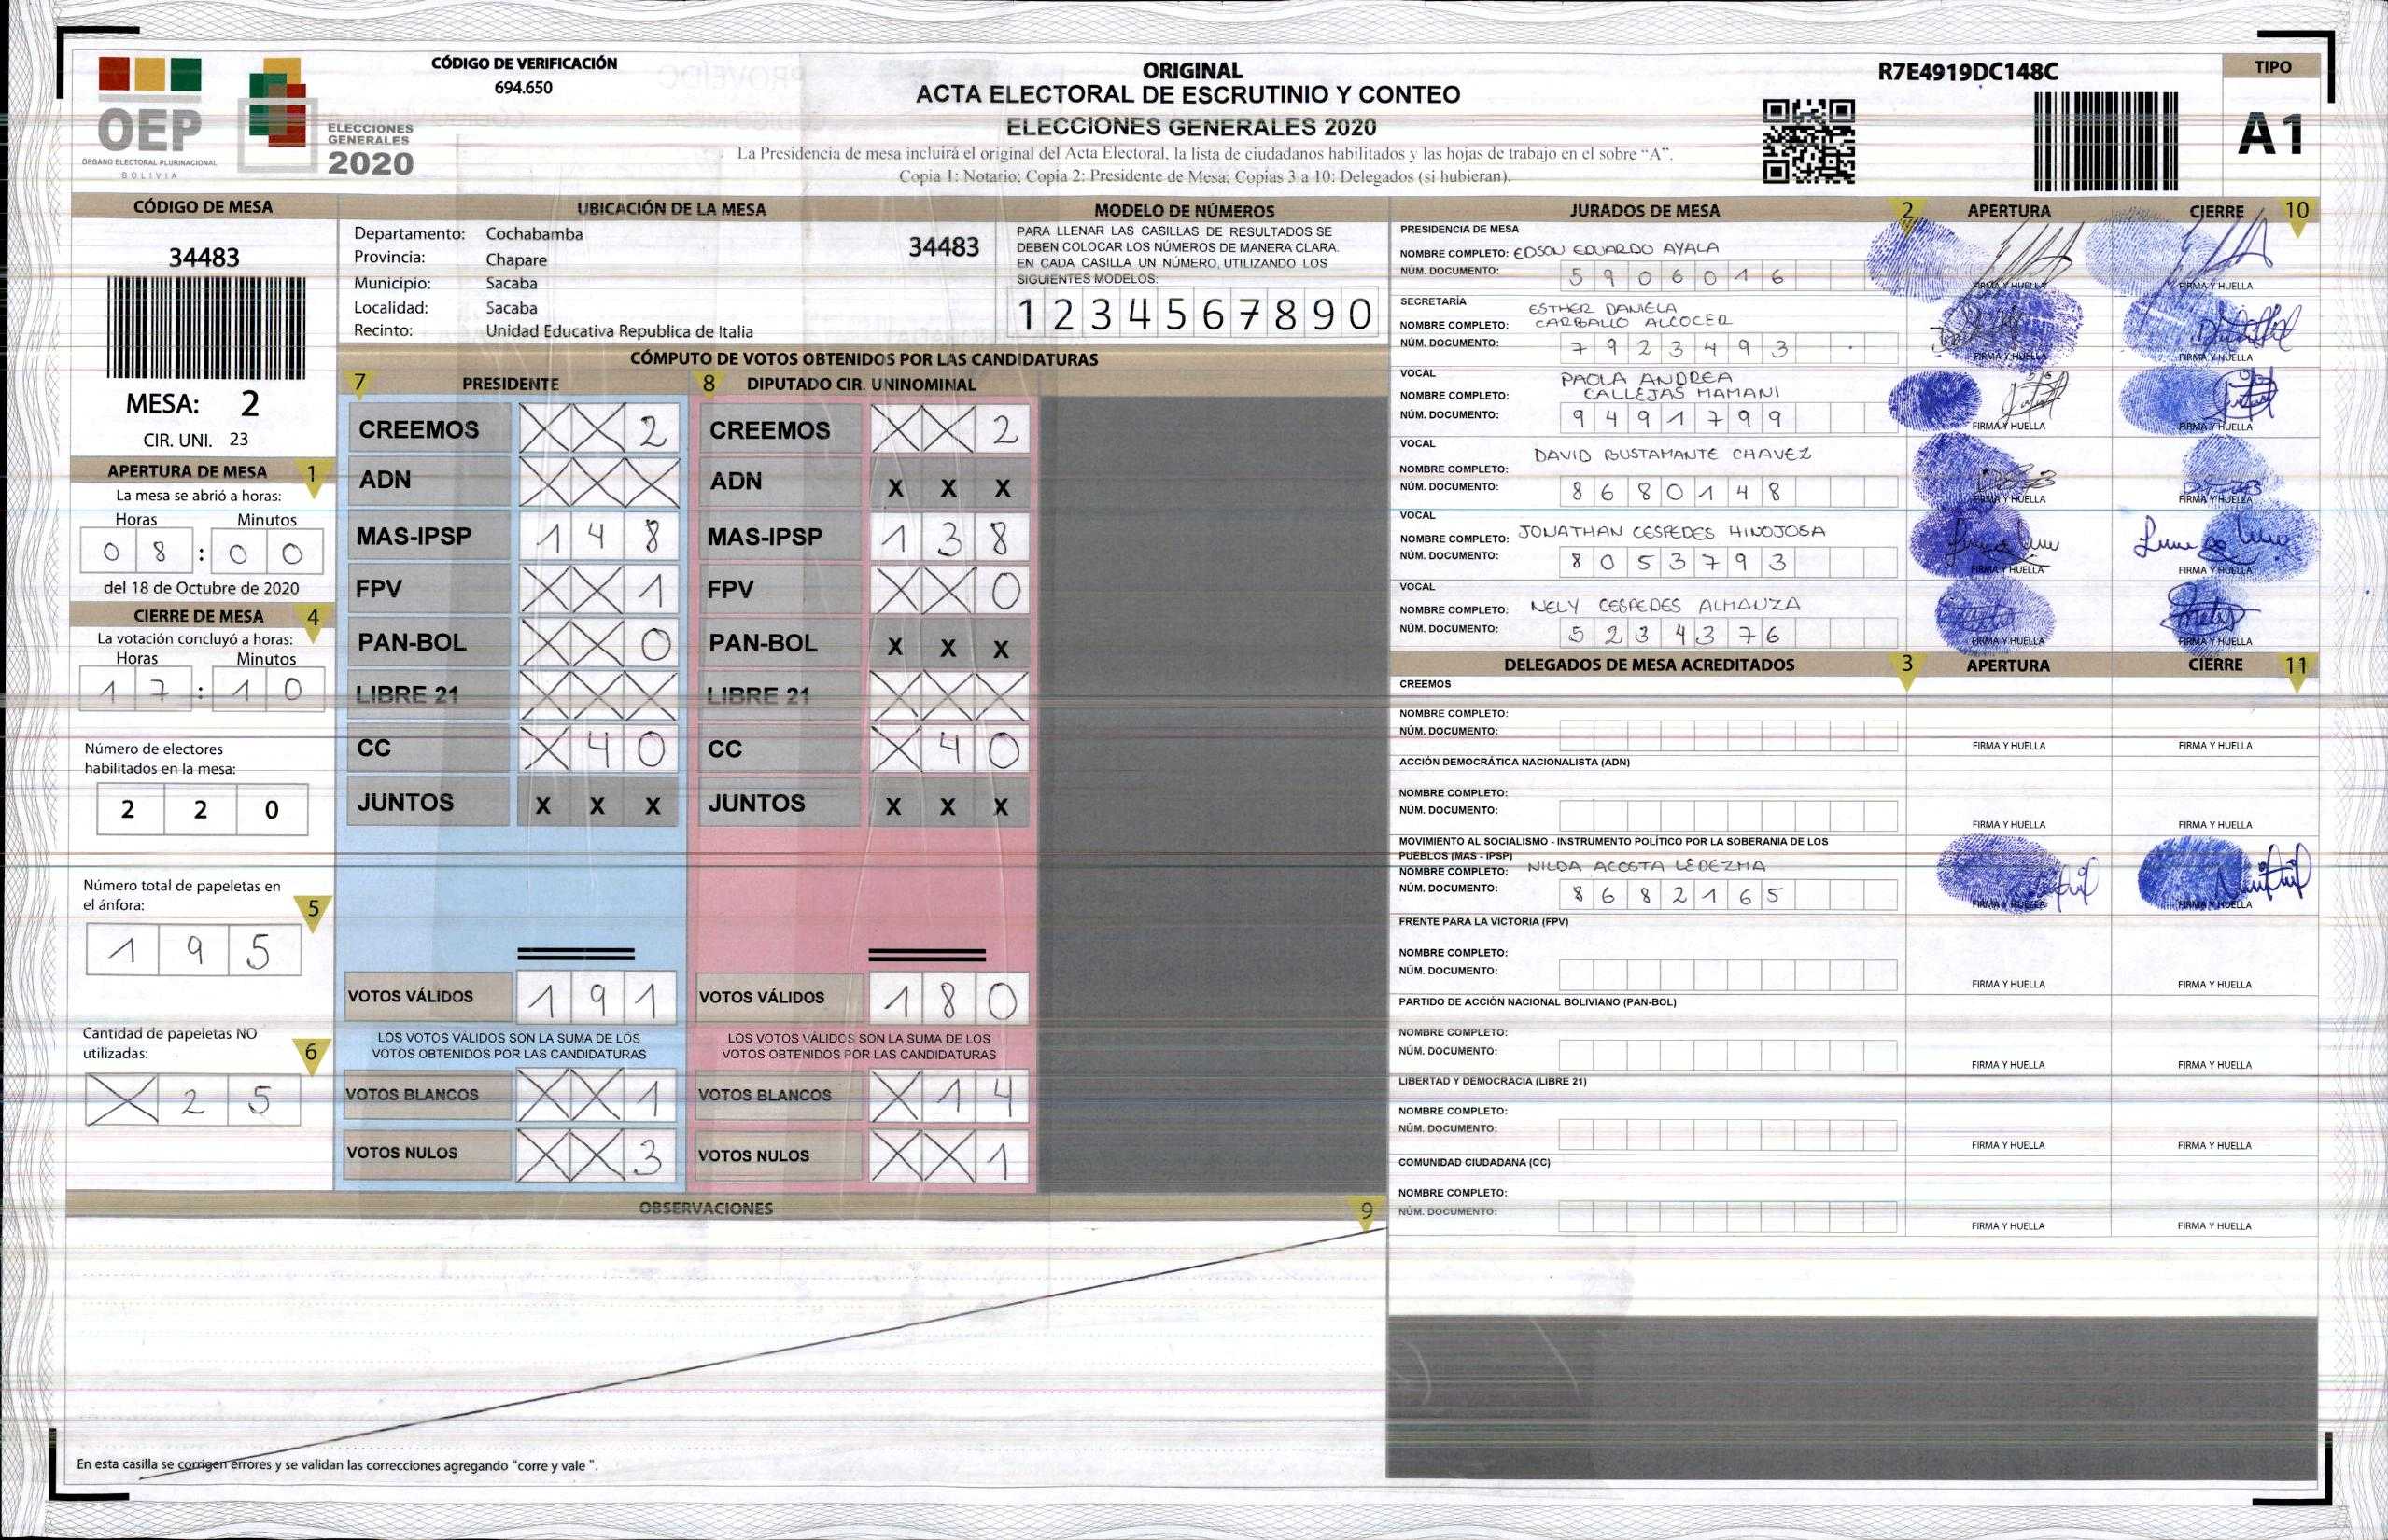 CÓDIGO DE VERIFICACIÓN
694.650
OEP
ÓRGANO ELECTORAL PLURINACIONAL
BOLIVIA
ELECCIONES
GENERALES
2020
ORIGINAL
ACTA ELECTORAL DE ESCRUTINIO Y CONTEO
ELECCIONES GENERALES 2020
La Presidencia de mesa incluirá el original del Acta Electoral, la lista de ciudadanos habilitados y las hojas de trabajo en el sobre “A”.
Copia 1: Notario; Copia 2: Presidente de Mesa; Copias 3 a 10: Delegados (si hubieran).
R7E4919DC148C
TIPO
A1
CÓDIGO DE MESA
34483
MESA: 2
CIR. UNI. 23
APERTURA DE MESA 1
La mesa se abrió a horas:
Horas Minutos
0 8 : 0 0
del 18 de Octubre de 2020
CIERRE DE MESA 4
La votación concluyó a horas:
Horas Minutos
1 7 : 1 0
Número de electores
habilitados en la mesa:
2 2 0
Número total de papeletas en
el ánfora: 5
1 9 5
Cantidad de papeletas NO
utilizadas: 6
X 2 5
UBICACIÓN DE LA MESA
Departamento: Cochabamba
34483
Provincia: Chapare
Municipio: Sacaba
Localidad: Sacaba
Recinto: Unidad Educativa Republica de Italia
MODELO DE NÚMEROS
PARA LLENAR LAS CASILLAS DE RESULTADOS SE
DEBEN COLOCAR LOS NÚMEROS DE MANERA CLARA.
EN CADA CASILLA UN NÚMERO, UTILIZANDO LOS
SIGUIENTES MODELOS:
1 2 3 4 5 6 7 8 9 0
CÓMPUTO DE VOTOS OBTENIDOS POR LAS CANDIDATURAS
7 PRESIDENTE 8 DIPUTADO CIR. UNINOMINAL
CREEMOS X X 2 CREEMOS X X 2
ADN X X X ADN X X X
MAS-IPSP 1 4 8 MAS-IPSP 1 3 8
FPV X X 1 FPV X X 0
PAN-BOL X X 0 PAN-BOL X X X
LIBRE 21 X X X LIBRE 21 X X X
CC X 4 0 CC X 4 0
JUNTOS X X X JUNTOS X X X
VOTOS VÁLIDOS 1 9 1 VOTOS VÁLIDOS 1 8 0
LOS VOTOS VÁLIDOS SON LA SUMA DE LOS LOS VOTOS VÁLIDOS SON LA SUMA DE LOS
VOTOS OBTENIDOS POR LAS CANDIDATURAS VOTOS OBTENIDOS POR LAS CANDIDATURAS
VOTOS BLANCOS X X 1 VOTOS BLANCOS X 1 4
VOTOS NULOS X X 3 VOTOS NULOS X X 1
OBSERVACIONES 9
En esta casilla se corrigen errores y se validan las correcciones agregando "corre y vale ".
JURADOS DE MESA 2 APERTURA CIERRE 10
PRESIDENCIA DE MESA
NOMBRE COMPLETO: EDSON EDUARDO AYALA
NÚM. DOCUMENTO: 5 9 0 6 0 1 6
FIRMA Y HUELLA FIRMA Y HUELLA
SECRETARÍA
ESTHER DANIELA
NOMBRE COMPLETO: CARBALLO ALCOCER
NÚM. DOCUMENTO: 7 9 2 3 4 9 3
FIRMA Y HUELLA FIRMA Y HUELLA
VOCAL
PAOLA ANDREA
NOMBRE COMPLETO: CALLEJAS MAMANI
NÚM. DOCUMENTO: 9 4 9 1 7 9 9
FIRMA Y HUELLA FIRMA Y HUELLA
VOCAL
DAVID BUSTAMANTE CHAVEZ
NOMBRE COMPLETO:
NÚM. DOCUMENTO: 8 6 8 0 1 4 8
FIRMA Y HUELLA FIRMA Y HUELLA
VOCAL
NOMBRE COMPLETO: JONATHAN CESPEDES HINOJOSA
NÚM. DOCUMENTO: 8 0 5 3 7 9 3
FIRMA Y HUELLA FIRMA Y HUELLA
VOCAL
NOMBRE COMPLETO: NELY CESPEDES ALMANZA
NÚM. DOCUMENTO: 5 2 3 4 3 7 6
FIRMA Y HUELLA FIRMA Y HUELLA
DELEGADOS DE MESA ACREDITADOS 3 APERTURA CIERRE 11
CREEMOS
NOMBRE COMPLETO:
NÚM. DOCUMENTO:
FIRMA Y HUELLA FIRMA Y HUELLA
ACCIÓN DEMOCRÁTICA NACIONALISTA (ADN)
NOMBRE COMPLETO:
NÚM. DOCUMENTO:
FIRMA Y HUELLA FIRMA Y HUELLA
MOVIMIENTO AL SOCIALISMO - INSTRUMENTO POLÍTICO POR LA SOBERANIA DE LOS
PUEBLOS (MAS - IPSP)
NOMBRE COMPLETO: NILDA ACOSTA LEDEZMA
NÚM. DOCUMENTO: 8 6 8 2 1 6 5
FIRMA Y HUELLA FIRMA Y HUELLA
FRENTE PARA LA VICTORIA (FPV)
NOMBRE COMPLETO:
NÚM. DOCUMENTO:
FIRMA Y HUELLA FIRMA Y HUELLA
PARTIDO DE ACCIÓN NACIONAL BOLIVIANO (PAN-BOL)
NOMBRE COMPLETO:
NÚM. DOCUMENTO:
FIRMA Y HUELLA FIRMA Y HUELLA
LIBERTAD Y DEMOCRACIA (LIBRE 21)
NOMBRE COMPLETO:
NÚM. DOCUMENTO:
FIRMA Y HUELLA FIRMA Y HUELLA
COMUNIDAD CIUDADANA (CC)
NOMBRE COMPLETO:
NÚM. DOCUMENTO:
FIRMA Y HUELLA FIRMA Y HUELLA